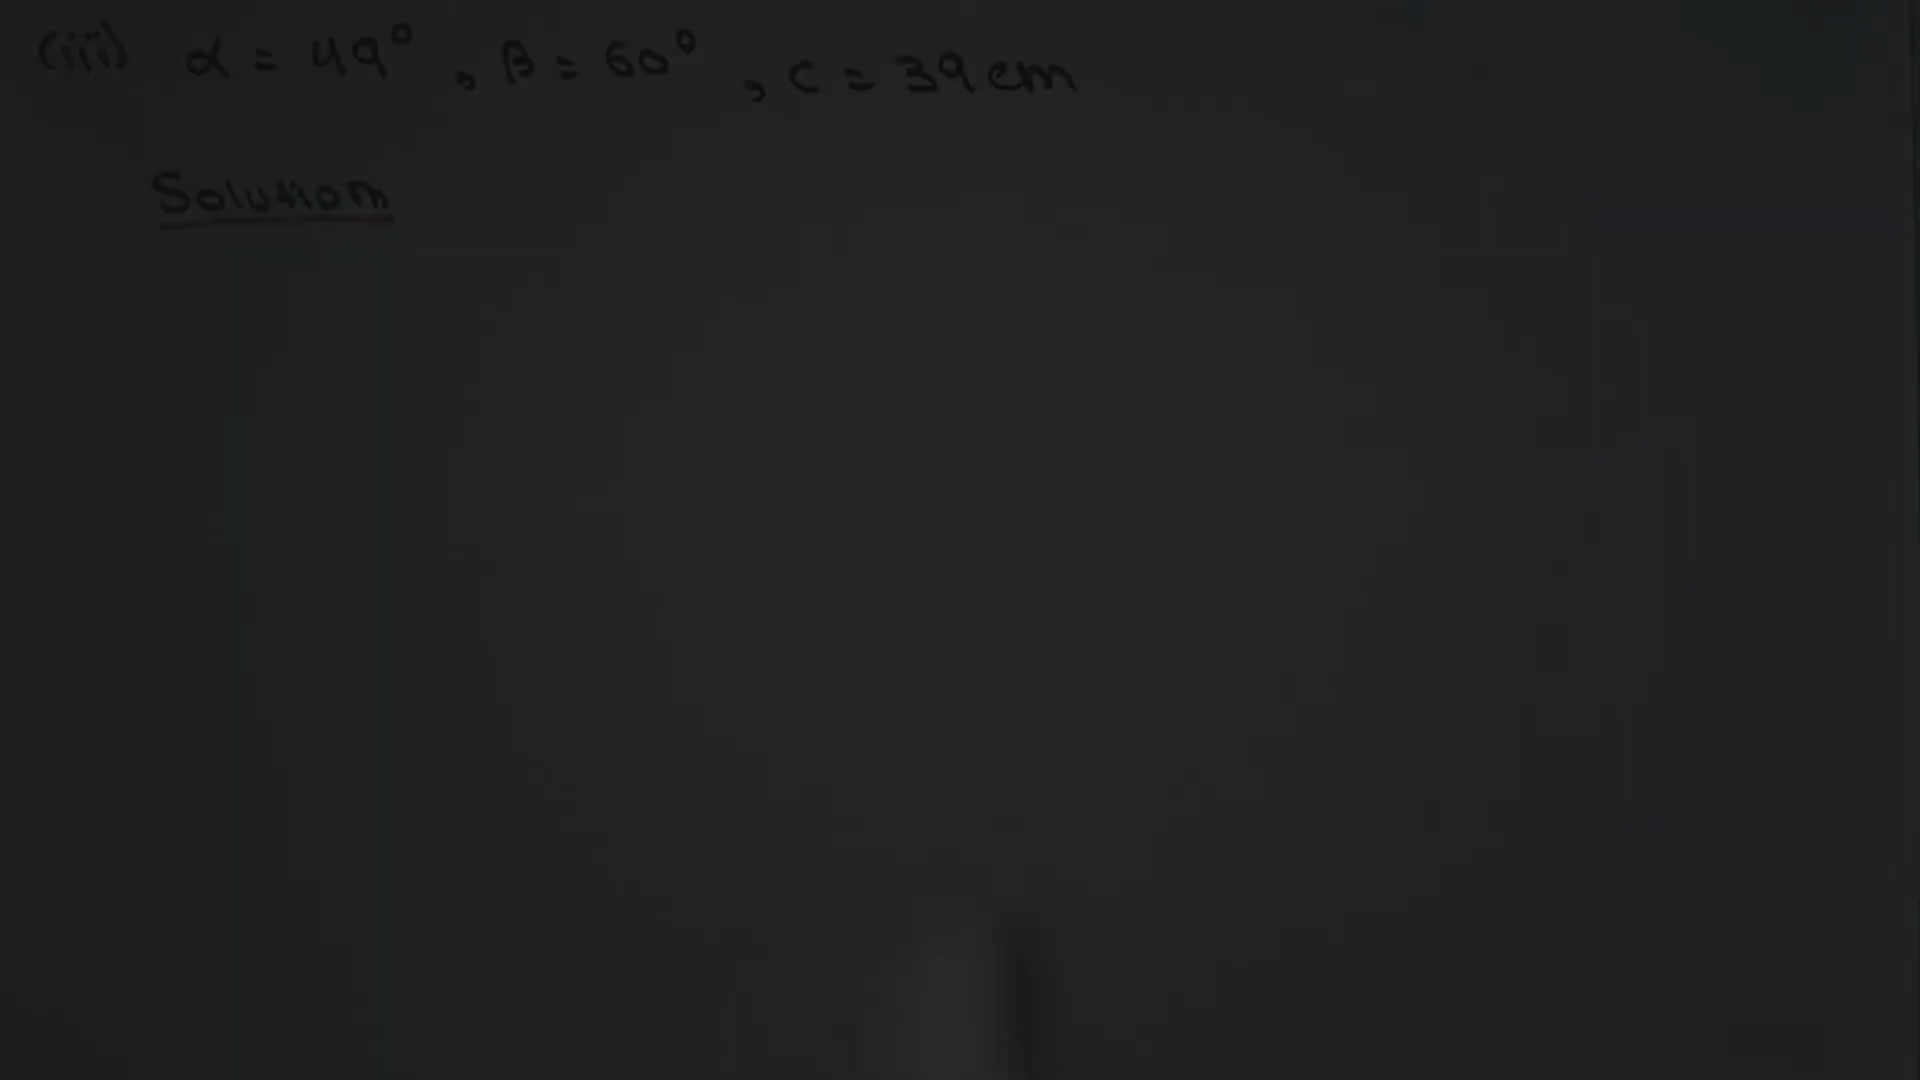 (iii) α = 49° , β = 60° , c = 39 cm
Solution